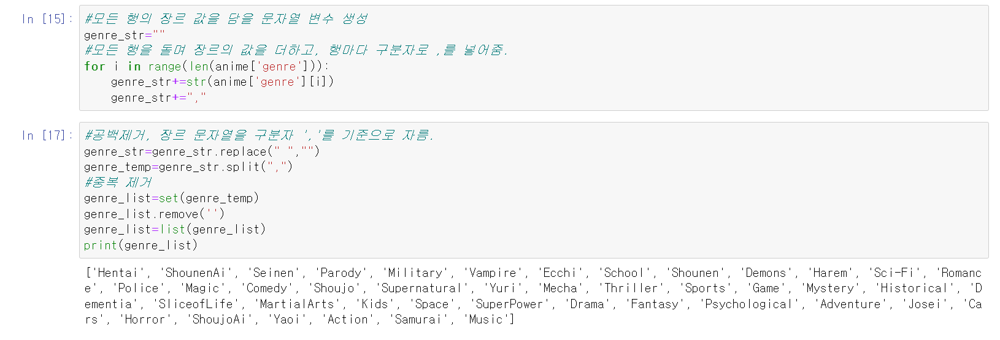 In [15]: #모든 행의 장르 값을 담을 문자열 변수 생성
genre_str=""
#모든 행을 돌며 장르의 값을 더하고, 행마다 구분자로 ,를 넣어줌.
for i in range(len(anime['genre'])):
    genre_str+=str(anime['genre'][i])
    genre_str+=","
In [17]: #공백제거, 장르 문자열을 구분자 ','를 기준으로 자름.
genre_str=genre_str.replace(" ","")
genre_temp=genre_str.split(",")
#중복 제거
genre_list=set(genre_temp)
genre_list.remove('')
genre_list=list(genre_list)
print(genre_list)
['Hentai', 'ShounenAi', 'Seinen', 'Parody', 'Military', 'Vampire', 'Ecchi', 'School', 'Shounen', 'Demons', 'Harem', 'Sci-Fi', 'Romanc
e', 'Police', 'Magic', 'Comedy', 'Shoujo', 'Supernatural', 'Yuri', 'Mecha', 'Thriller', 'Sports', 'Game', 'Mystery', 'Historical', 'D
ementia', 'SliceofLife', 'MartialArts', 'Kids', 'Space', 'SuperPower', 'Drama', 'Fantasy', 'Psychological', 'Adventure', 'Josei', 'Ca
rs', 'Horror', 'ShoujoAi', 'Yaoi', 'Action', 'Samurai', 'Music']